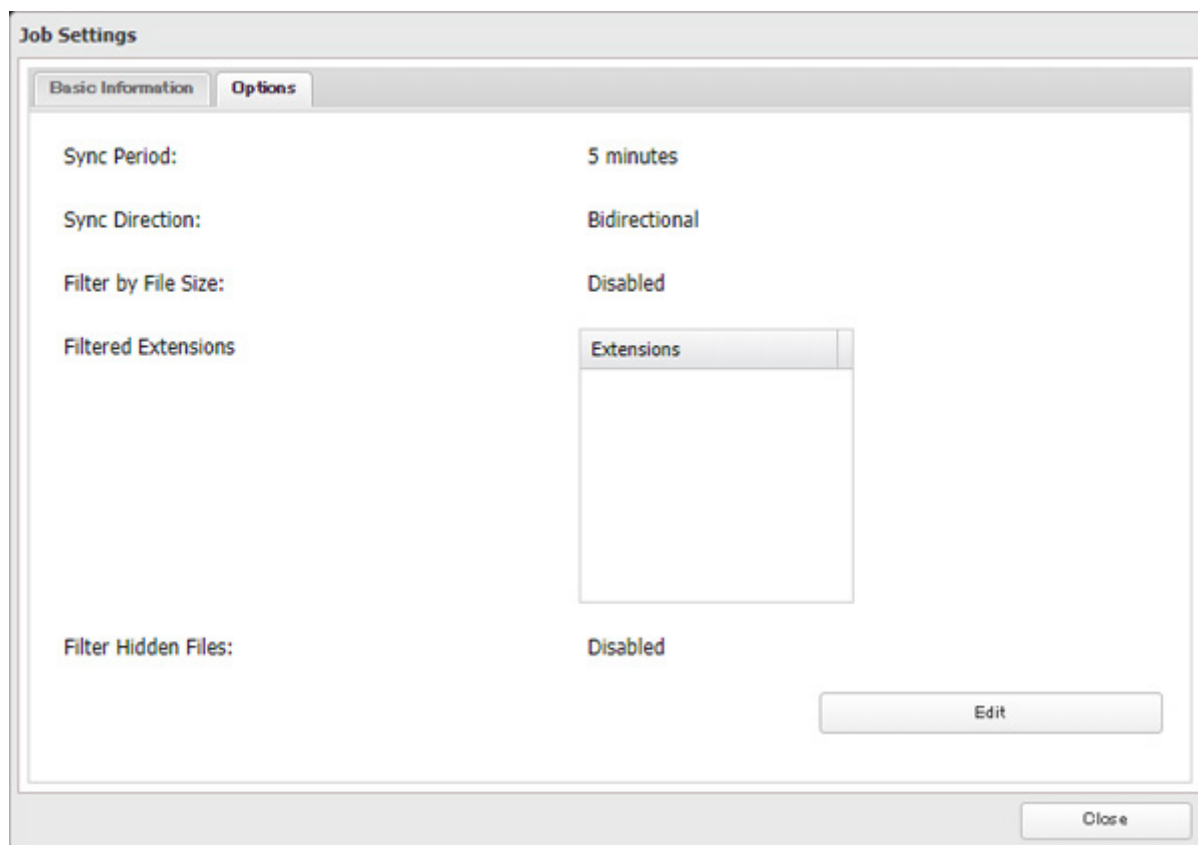 Job Settings
Basic Information
Options
Sync Period: 5 minutes
Sync Direction: Bidirectional
Filter by File Size: Disabled
Filtered Extensions
Extensions
Filter Hidden Files: Disabled
Edit
Close